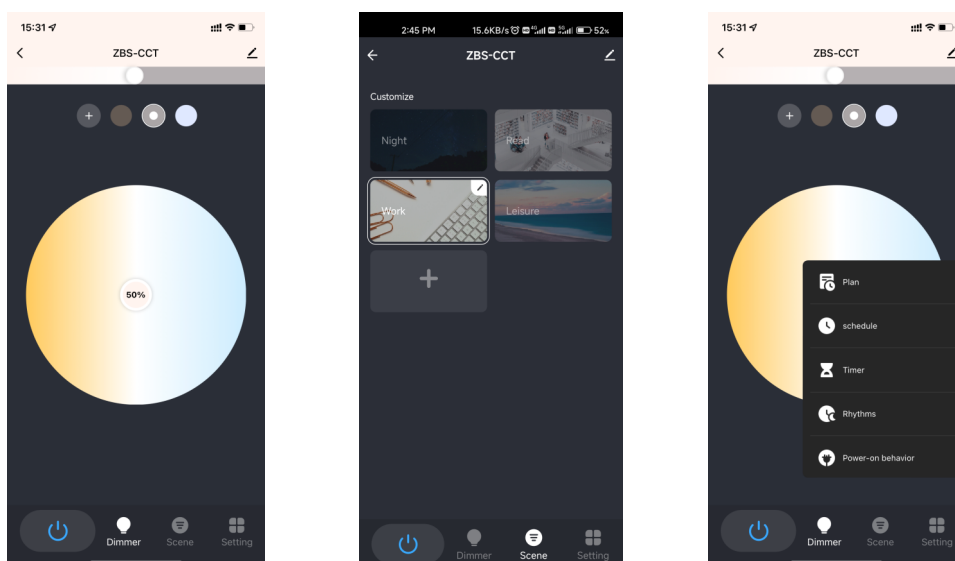 15:31
ZBS-CCT
50%
Dimmer
Scene
Setting
2:45 PM 15.6KB/s 4G 5G 52%
ZBS-CCT
Customize
Night
Read
Work
Leisure
Dimmer
Scene
Setting
15:31
ZBS-CCT
Plan
schedule
Timer
Rhythms
Power-on behavior
Dimmer
Scene
Setting